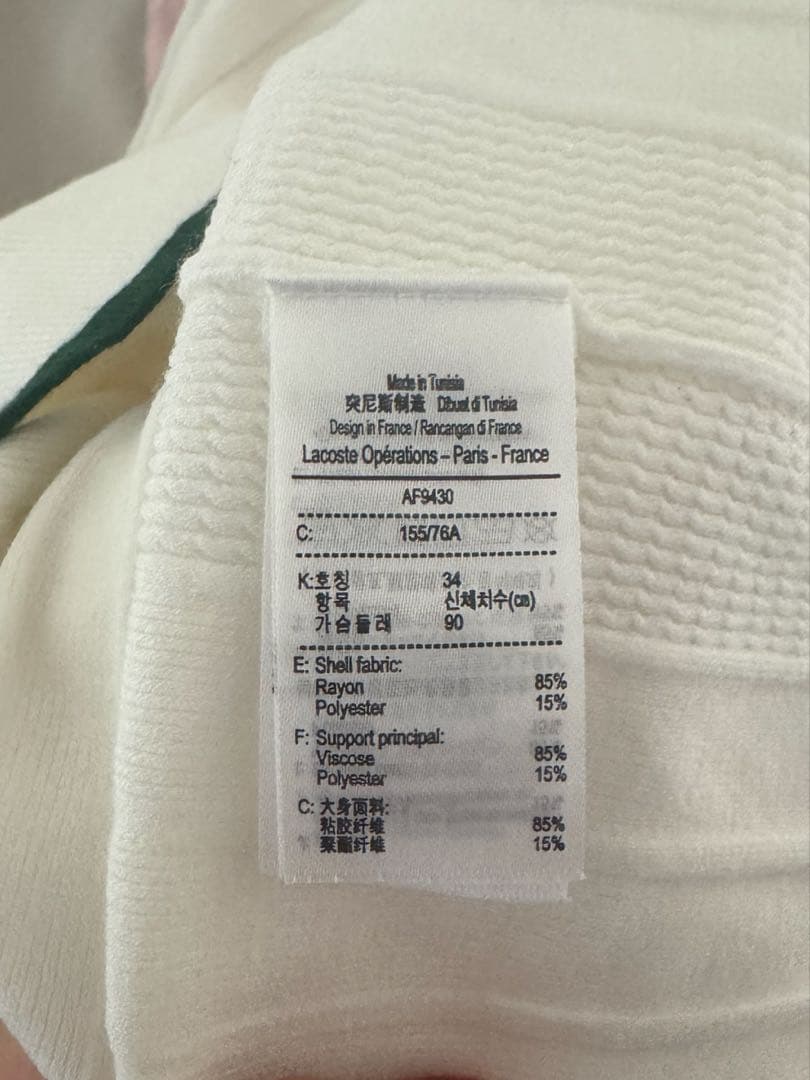 Made in Tunisia
突尼斯制造 Dibuat di Tunisia
Design in France / Rancangan di France
Lacoste Opérations – Paris - France
AF9430
C: 155/76A
K: 호칭 34
항목 신체치수(cm)
가슴둘레 90
E: Shell fabric:
Rayon 85%
Polyester 15%
F: Support principal:
Viscose 85%
Polyester 15%
C: 大身面料:
粘胶纤维 85%
聚酯纤维 15%